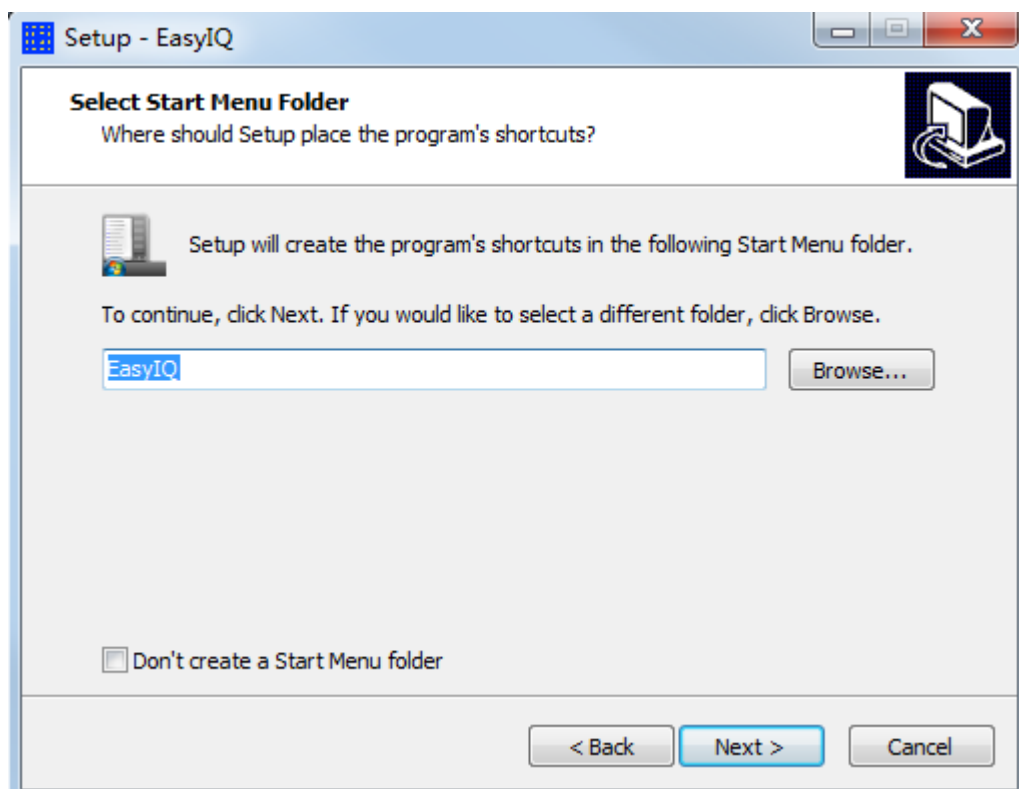 Setup - EasyIQ
Select Start Menu Folder
Where should Setup place the program's shortcuts?
Setup will create the program's shortcuts in the following Start Menu folder.
To continue, click Next. If you would like to select a different folder, click Browse.
EasyIQ
Browse...
Don't create a Start Menu folder
< Back
Next >
Cancel